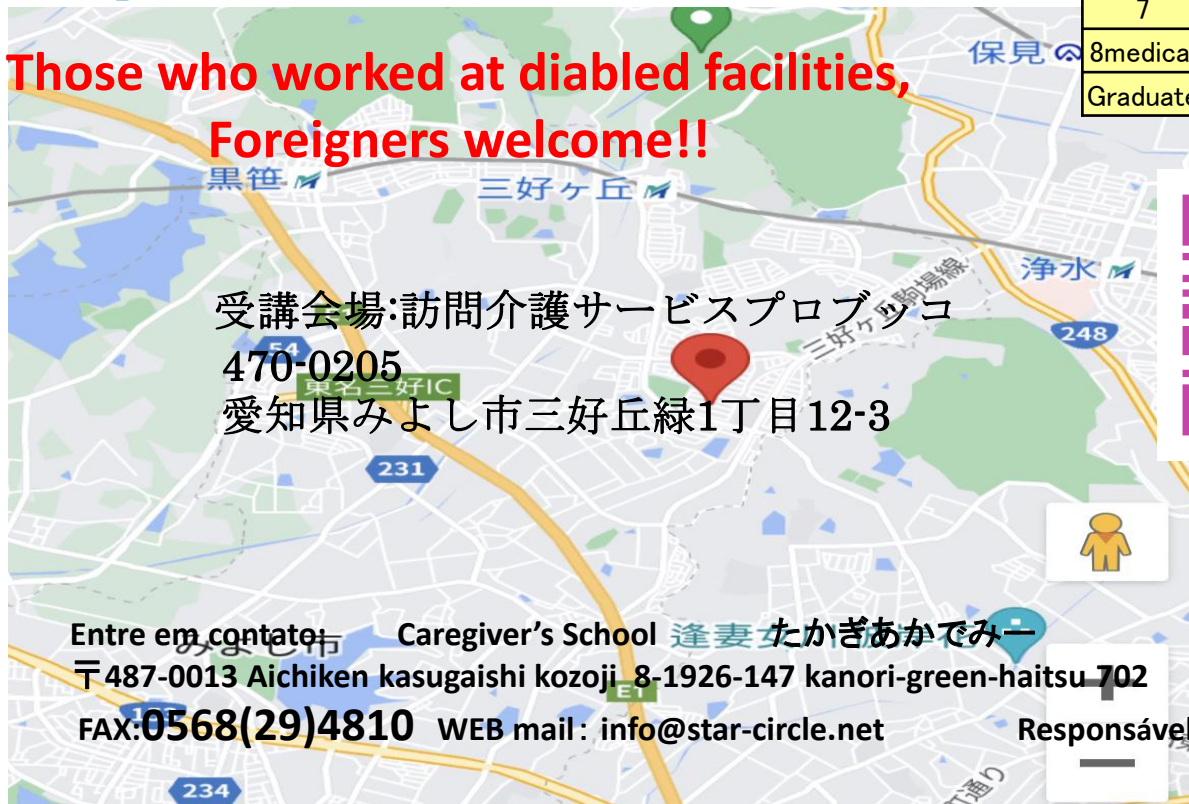 7
8medica
Graduate
保見
Those who worked at diabled facilities,
Foreigners welcome!!
黒笹
三好ヶ丘
浄水
三好ケ丘駒場線
248
受講会場:訪問介護サービスプロブッコ
54
470-0205
東名三好IC
愛知県みよし市三好丘緑1丁目12-3
231
Entre em contato: Caregiver’s School たかぎあかでみー
みよし市
〒487-0013 Aichiken kasugaishi kozoji 8-1926-147 kanori-green-haitsu 702
E1
FAX:0568(29)4810 WEB mail: info@star-circle.net Responsável
234